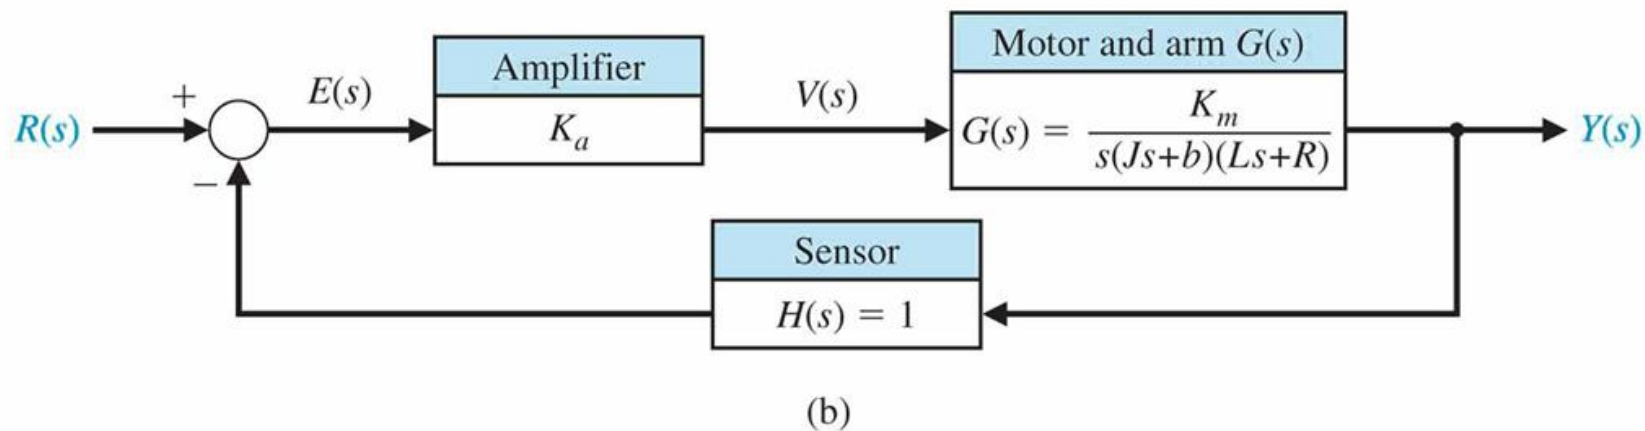 R(s)
+
−
E(s)
Amplifier
K_a
V(s)
Motor and arm G(s)
G(s) = K_m / s(Js+b)(Ls+R)
Y(s)
Sensor
H(s) = 1
(b)